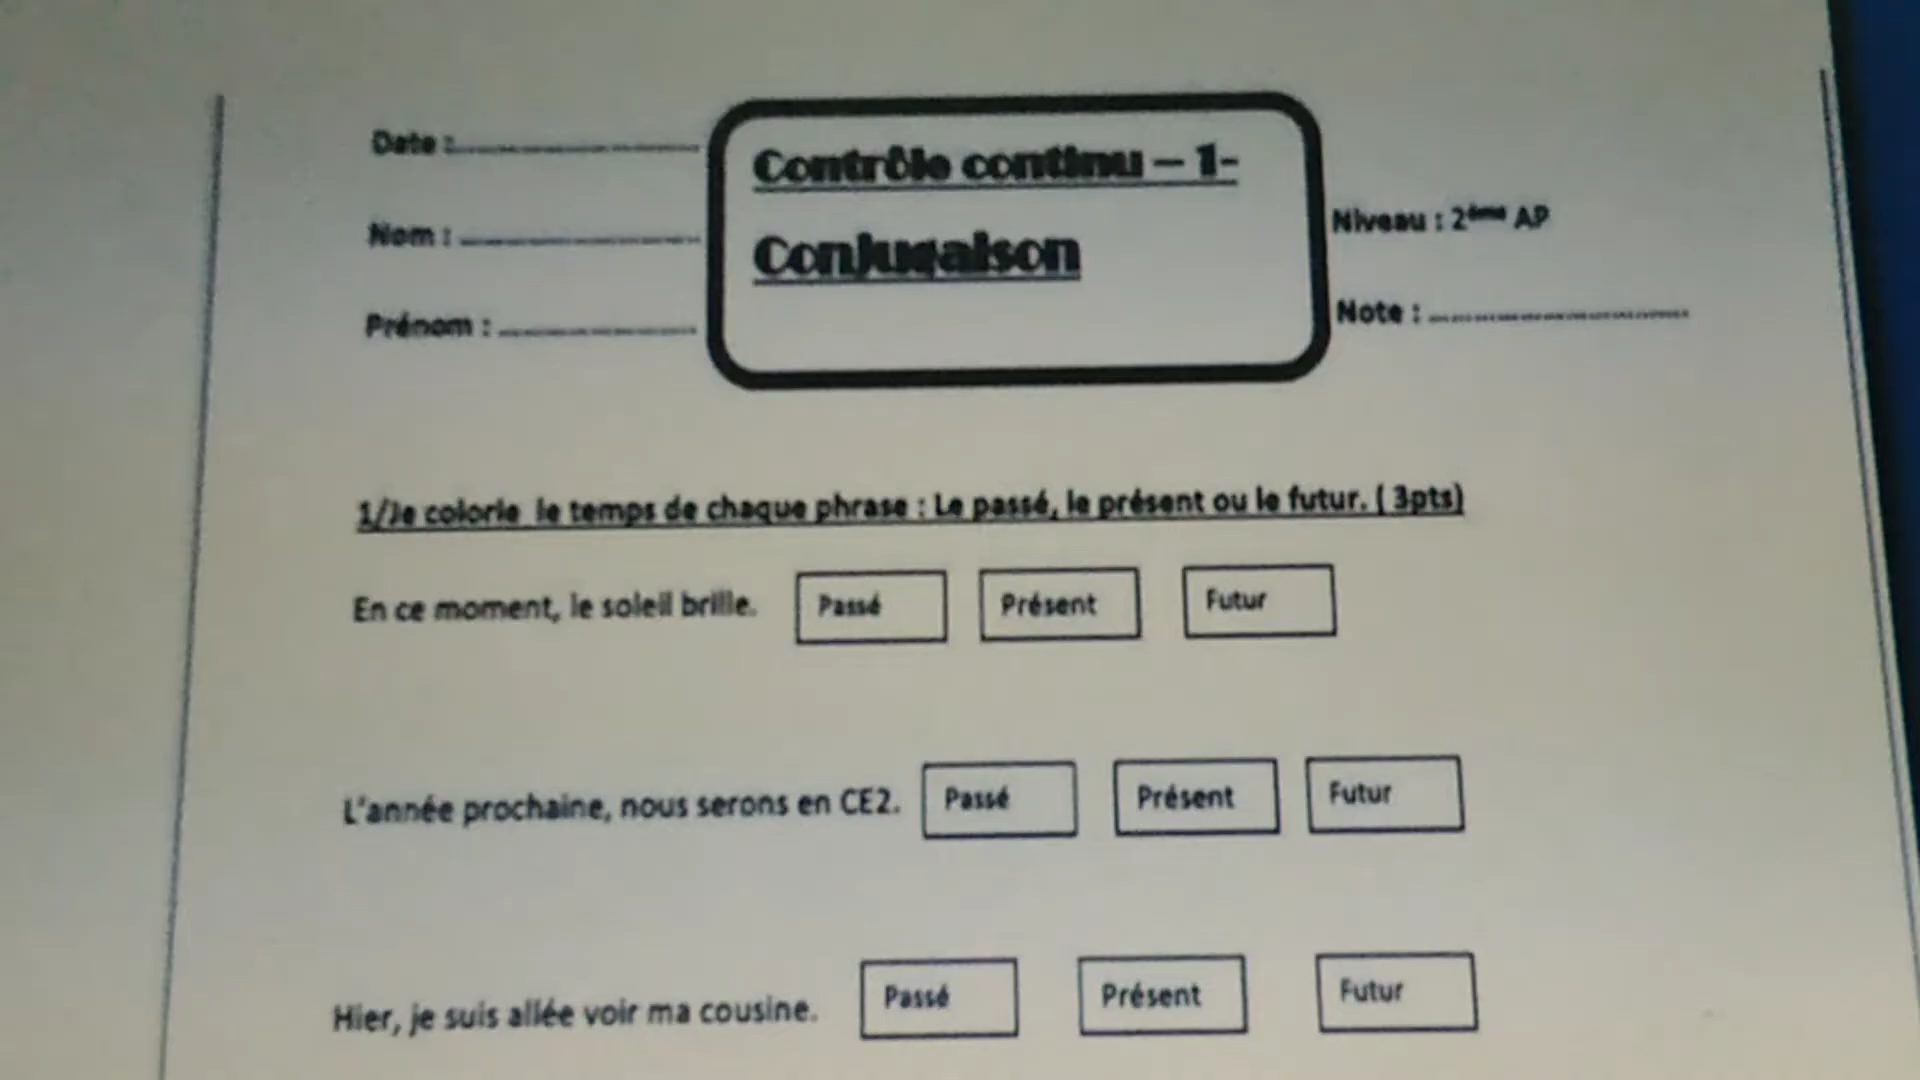 Date :....................
Nom : ....................
Prénom : ....................
Contrôle continu – 1-
Conjugaison
Niveau : 2ème AP
Note : ....................
1/Je colorie le temps de chaque phrase : Le passé, le présent ou le futur. ( 3pts)
En ce moment, le soleil brille. Passé Présent Futur
L'année prochaine, nous serons en CE2. Passé Présent Futur
Hier, je suis allée voir ma cousine. Passé Présent Futur